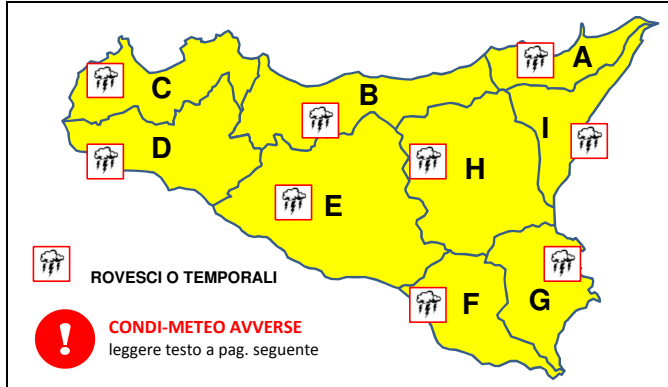 A
C
B
I
D
H
E
F
G
ROVESCI O TEMPORALI
CONDI-METEO AVVERSE
leggere testo a pag. seguente